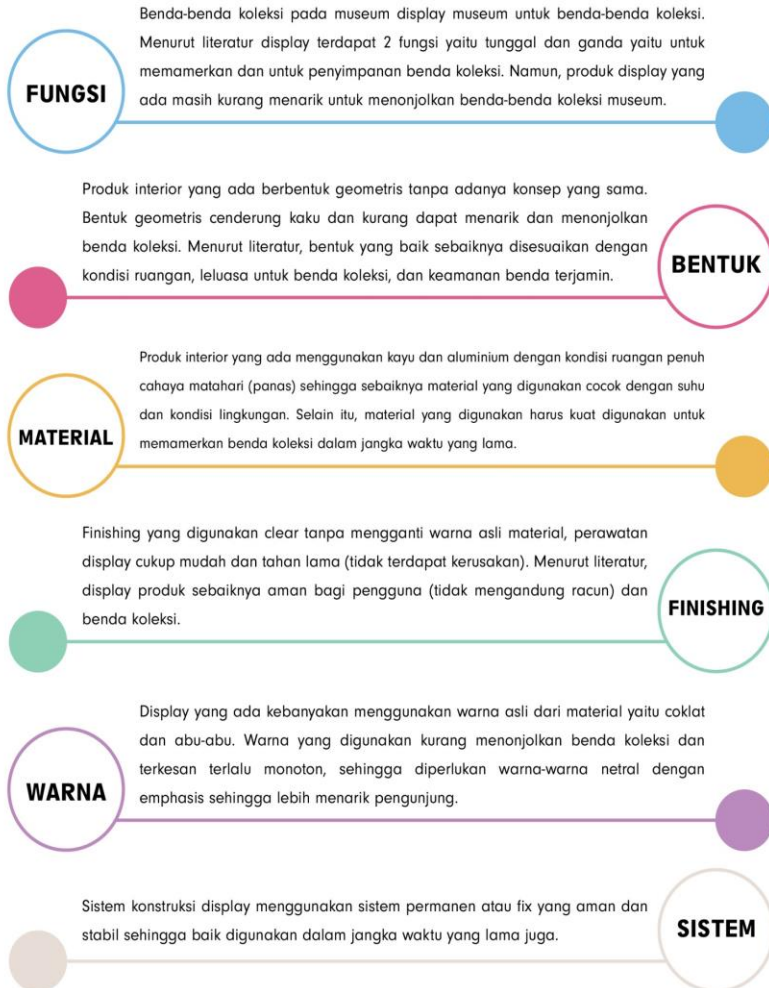 Benda-benda koleksi pada museum display museum untuk benda-benda koleksi.
Menurut literatur display terdapat 2 fungsi yaitu tunggal dan ganda yaitu untuk
memamerkan dan untuk penyimpanan benda koleksi. Namun, produk display yang
ada masih kurang menarik untuk menonjolkan benda-benda koleksi museum.
FUNGSI
Produk interior yang ada berbentuk geometris tanpa adanya konsep yang sama.
Bentuk geometris cenderung kaku dan kurang dapat menarik dan menonjolkan
benda koleksi. Menurut literatur, bentuk yang baik sebaiknya disesuaikan dengan
kondisi ruangan, leluasa untuk benda koleksi, dan keamanan benda terjamin.
BENTUK
Produk interior yang ada menggunakan kayu dan aluminium dengan kondisi ruangan penuh
cahaya matahari (panas) sehingga sebaiknya material yang digunakan cocok dengan suhu
dan kondisi lingkungan. Selain itu, material yang digunakan harus kuat digunakan untuk
memamerkan benda koleksi dalam jangka waktu yang lama.
MATERIAL
Finishing yang digunakan clear tanpa mengganti warna asli material, perawatan
display cukup mudah dan tahan lama (tidak terdapat kerusakan). Menurut literatur,
display produk sebaiknya aman bagi pengguna (tidak mengandung racun) dan
benda koleksi.
FINISHING
Display yang ada kebanyakan menggunakan warna asli dari material yaitu coklat
dan abu-abu. Warna yang digunakan kurang menonjolkan benda koleksi dan
terkesan terlalu monoton, sehingga diperlukan warna-warna netral dengan
emphasis sehingga lebih menarik pengunjung.
WARNA
Sistem konstruksi display menggunakan sistem permanen atau fix yang aman dan
stabil sehingga baik digunakan dalam jangka waktu yang lama juga.
SISTEM